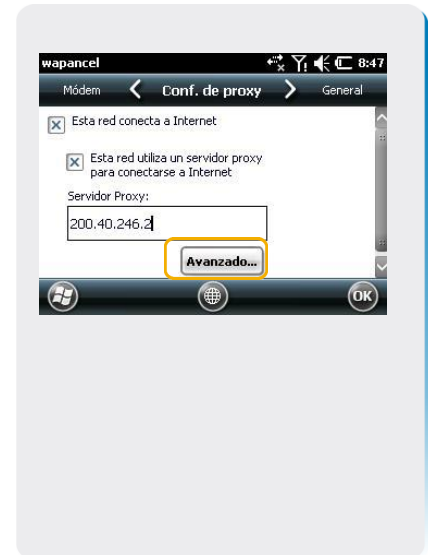 wapancel 8:47
Módem Conf. de proxy General
Esta red conecta a Internet
Esta red utiliza un servidor proxy
para conectarse a Internet
Servidor Proxy:
200.40.246.2
Avanzado...
OK